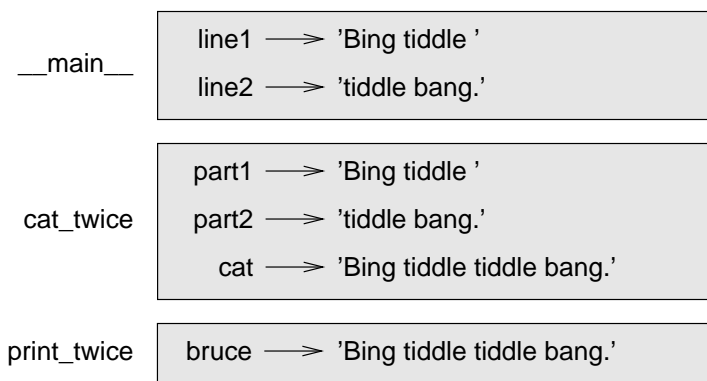 line1 ’Bing tiddle ’
__main__
line2 ’tiddle bang.’
part1 ’Bing tiddle ’
cat_twice part2 ’tiddle bang.’
cat ’Bing tiddle tiddle bang.’
print_twice bruce ’Bing tiddle tiddle bang.’